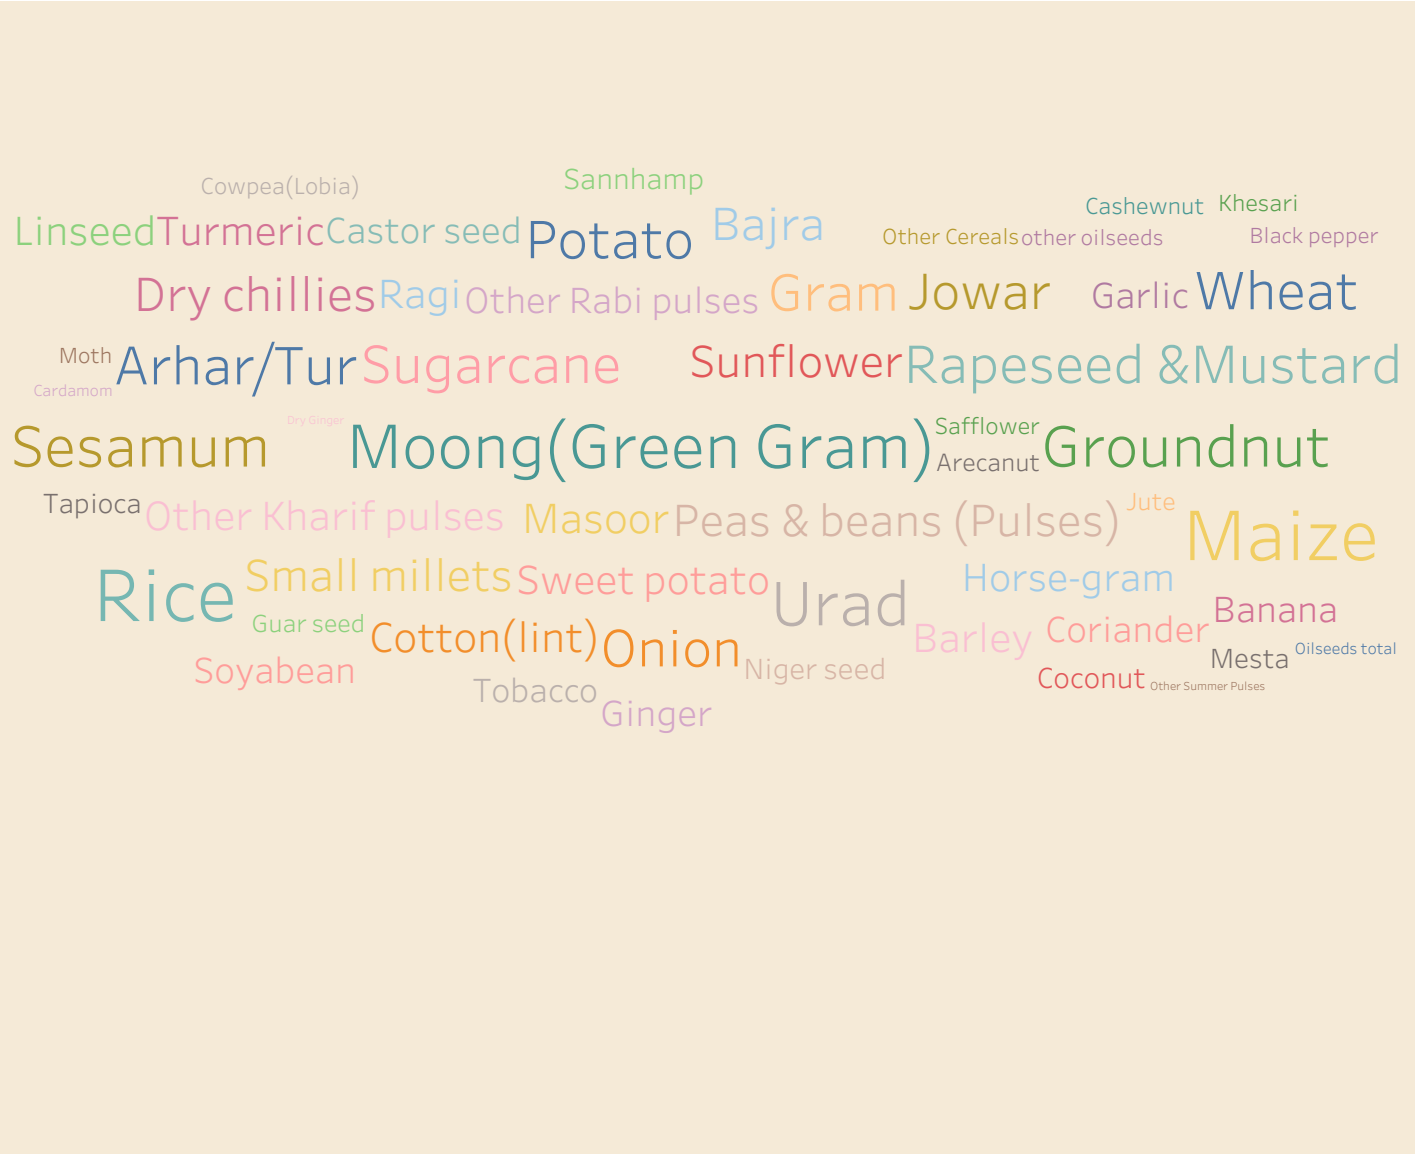 Cowpea(Lobia) Sannhamp
Cashewnut Khesari
Linseed Turmeric Castor seed Potato Bajra Other Cereals other oilseeds Black pepper
Dry chillies Ragi Other Rabi pulses Gram Jowar Garlic Wheat
Moth Arhar/Tur Sugarcane Sunflower Rapeseed &Mustard
Cardamom
Dry Ginger
Sesamum Moong(Green Gram) Safflower Groundnut
Arecanut
Tapioca Other Kharif pulses Masoor Peas & beans (Pulses) Jute Maize
Rice Small millets Sweet potato Urad Horse-gram Banana
Guar seed Cotton(lint) Onion Barley Coriander
Mesta Oilseeds total
Soyabean Niger seed Coconut Other Summer Pulses
Tobacco Ginger